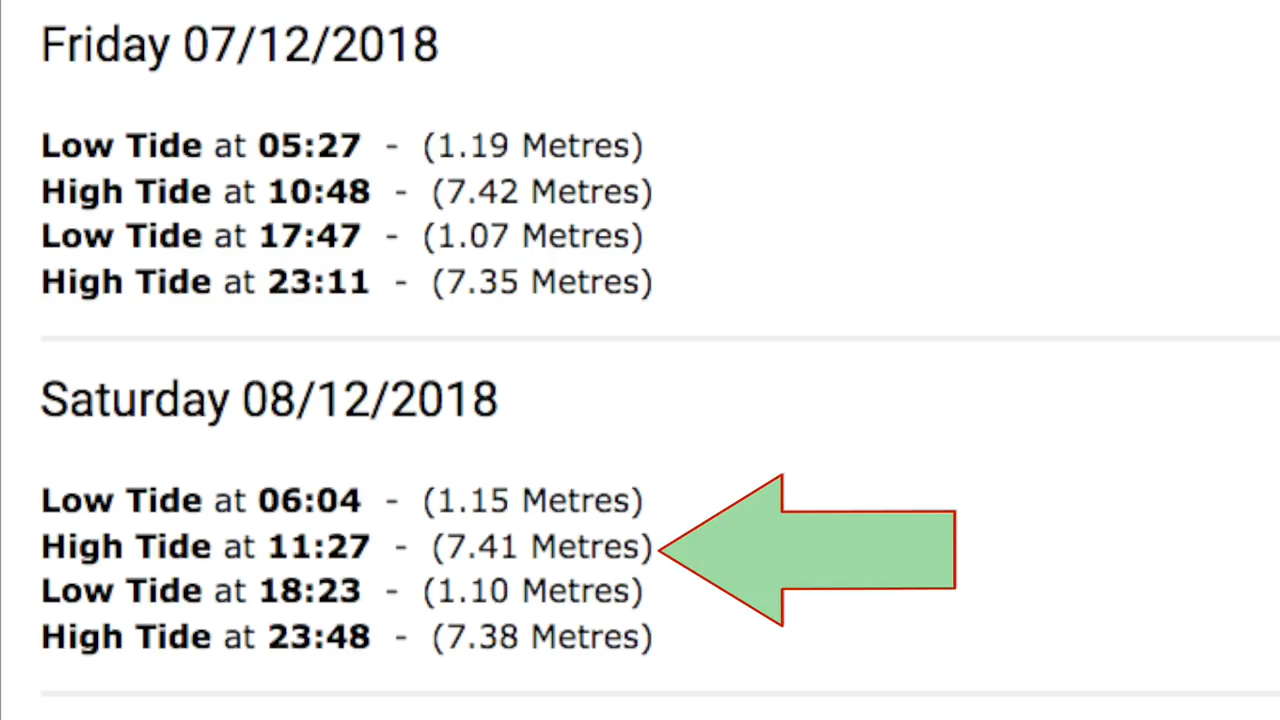 Friday 07/12/2018
Low Tide at 05:27 - (1.19 Metres)
High Tide at 10:48 - (7.42 Metres)
Low Tide at 17:47 - (1.07 Metres)
High Tide at 23:11 - (7.35 Metres)
Saturday 08/12/2018
Low Tide at 06:04 - (1.15 Metres)
High Tide at 11:27 - (7.41 Metres)
Low Tide at 18:23 - (1.10 Metres)
High Tide at 23:48 - (7.38 Metres)